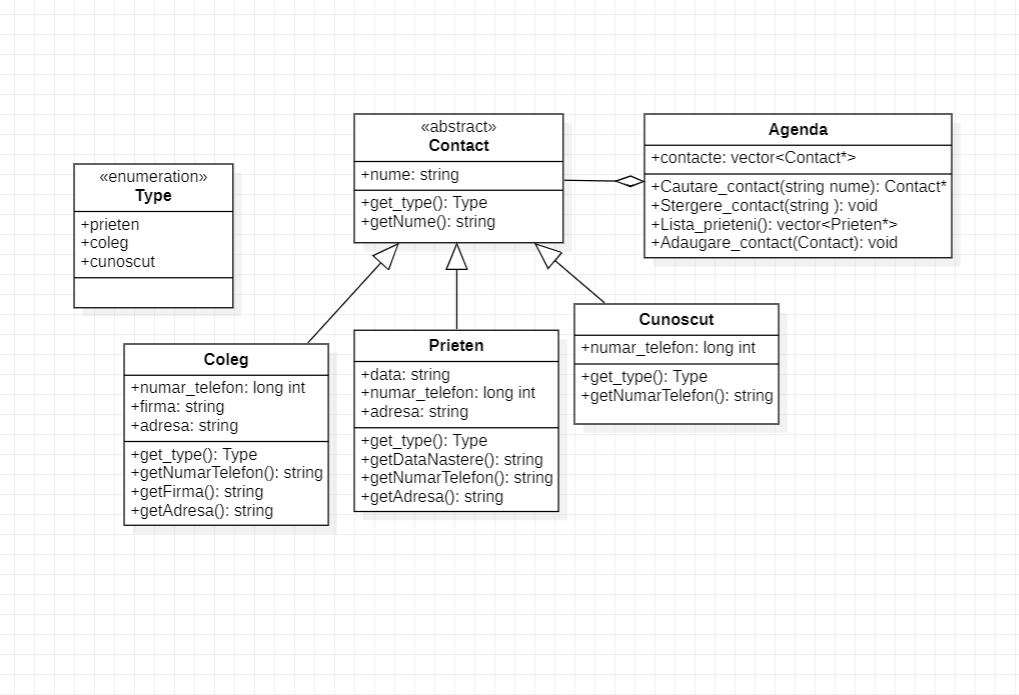 «enumeration»
Type
+prieten
+coleg
+cunoscut
«abstract»
Contact
+nume: string
+get_type(): Type
+getNume(): string
Agenda
+contacte: vector<Contact*>
+Cautare_contact(string nume): Contact*
+Stergere_contact(string ): void
+Lista_prieteni(): vector<Prieten*>
+Adaugare_contact(Contact): void
Coleg
+numar_telefon: long int
+firma: string
+adresa: string
+get_type(): Type
+getNumarTelefon(): string
+getFirma(): string
+getAdresa(): string
Prieten
+data: string
+numar_telefon: long int
+adresa: string
+get_type(): Type
+getDataNastere(): string
+getNumarTelefon(): string
+getAdresa(): string
Cunoscut
+numar_telefon: long int
+get_type(): Type
+getNumarTelefon(): string